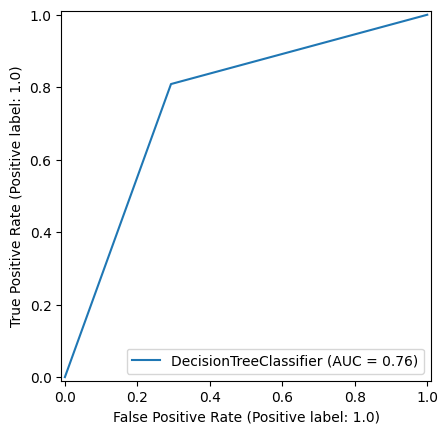 1.0
0.8
0.6
0.4
0.2
0.0
True Positive Rate (Positive label: 1.0)
DecisionTreeClassifier (AUC = 0.76)
0.0 0.2 0.4 0.6 0.8 1.0
False Positive Rate (Positive label: 1.0)